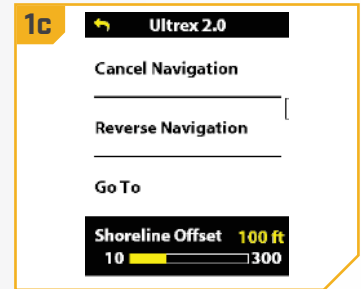 1c
Ultrex 2.0
Cancel Navigation
Reverse Navigation
Go To
Shoreline Offset 100 ft
10 300